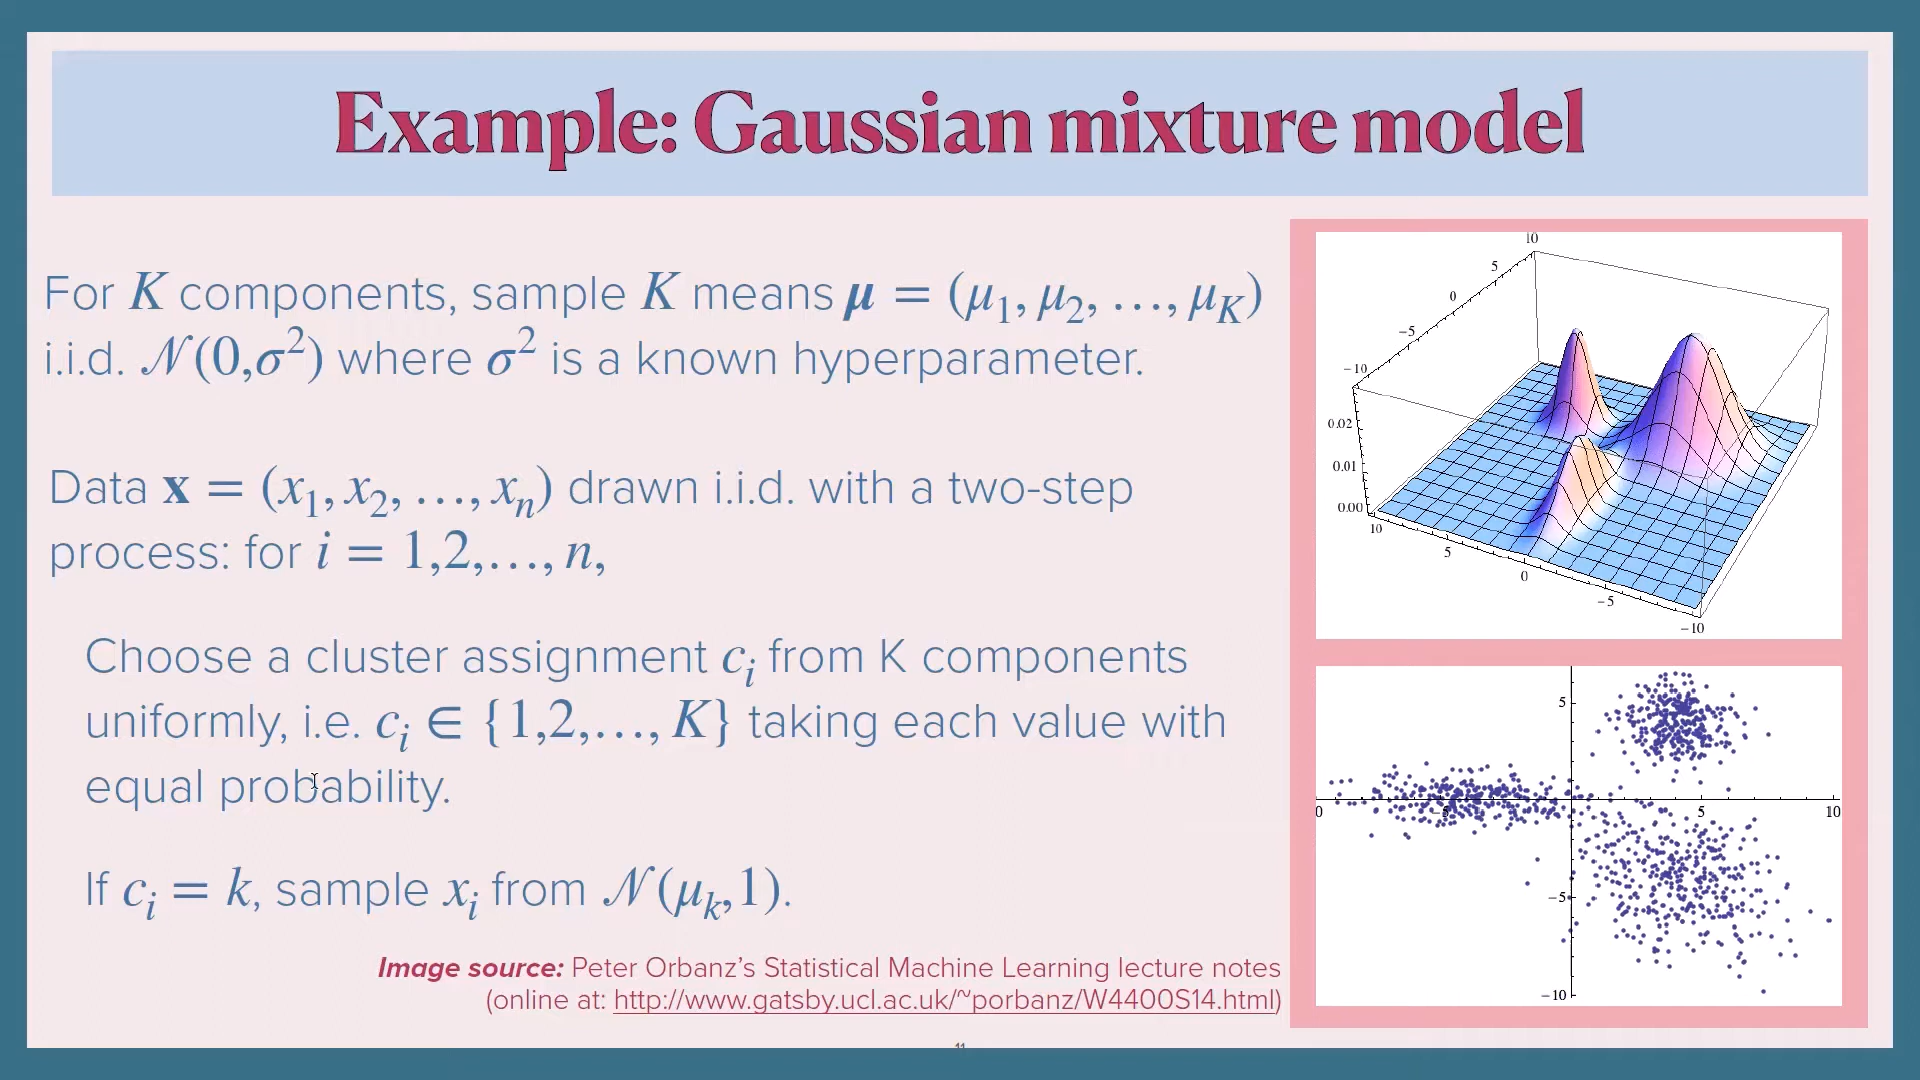 Example: Gaussian mixture model
For K components, sample K means μ = (μ₁, μ₂, …, μ_K)
i.i.d. 𝒩(0,σ²) where σ² is a known hyperparameter.
Data x = (x₁, x₂, …, xₙ) drawn i.i.d. with a two-step
process: for i = 1,2,…, n,
Choose a cluster assignment cᵢ from K components
uniformly, i.e. cᵢ ∈ {1,2,…, K} taking each value with
equal probability.
If cᵢ = k, sample xᵢ from 𝒩(μₖ,1).
Image source: Peter Orbanz’s Statistical Machine Learning lecture notes
(online at: http://www.gatsby.ucl.ac.uk/~porbanz/W4400S14.html)
10
5
0
−5
−10
0.02
0.01
0.00
10
5
0
−5
−10
5
0
−5
5
10
−5
−10
11